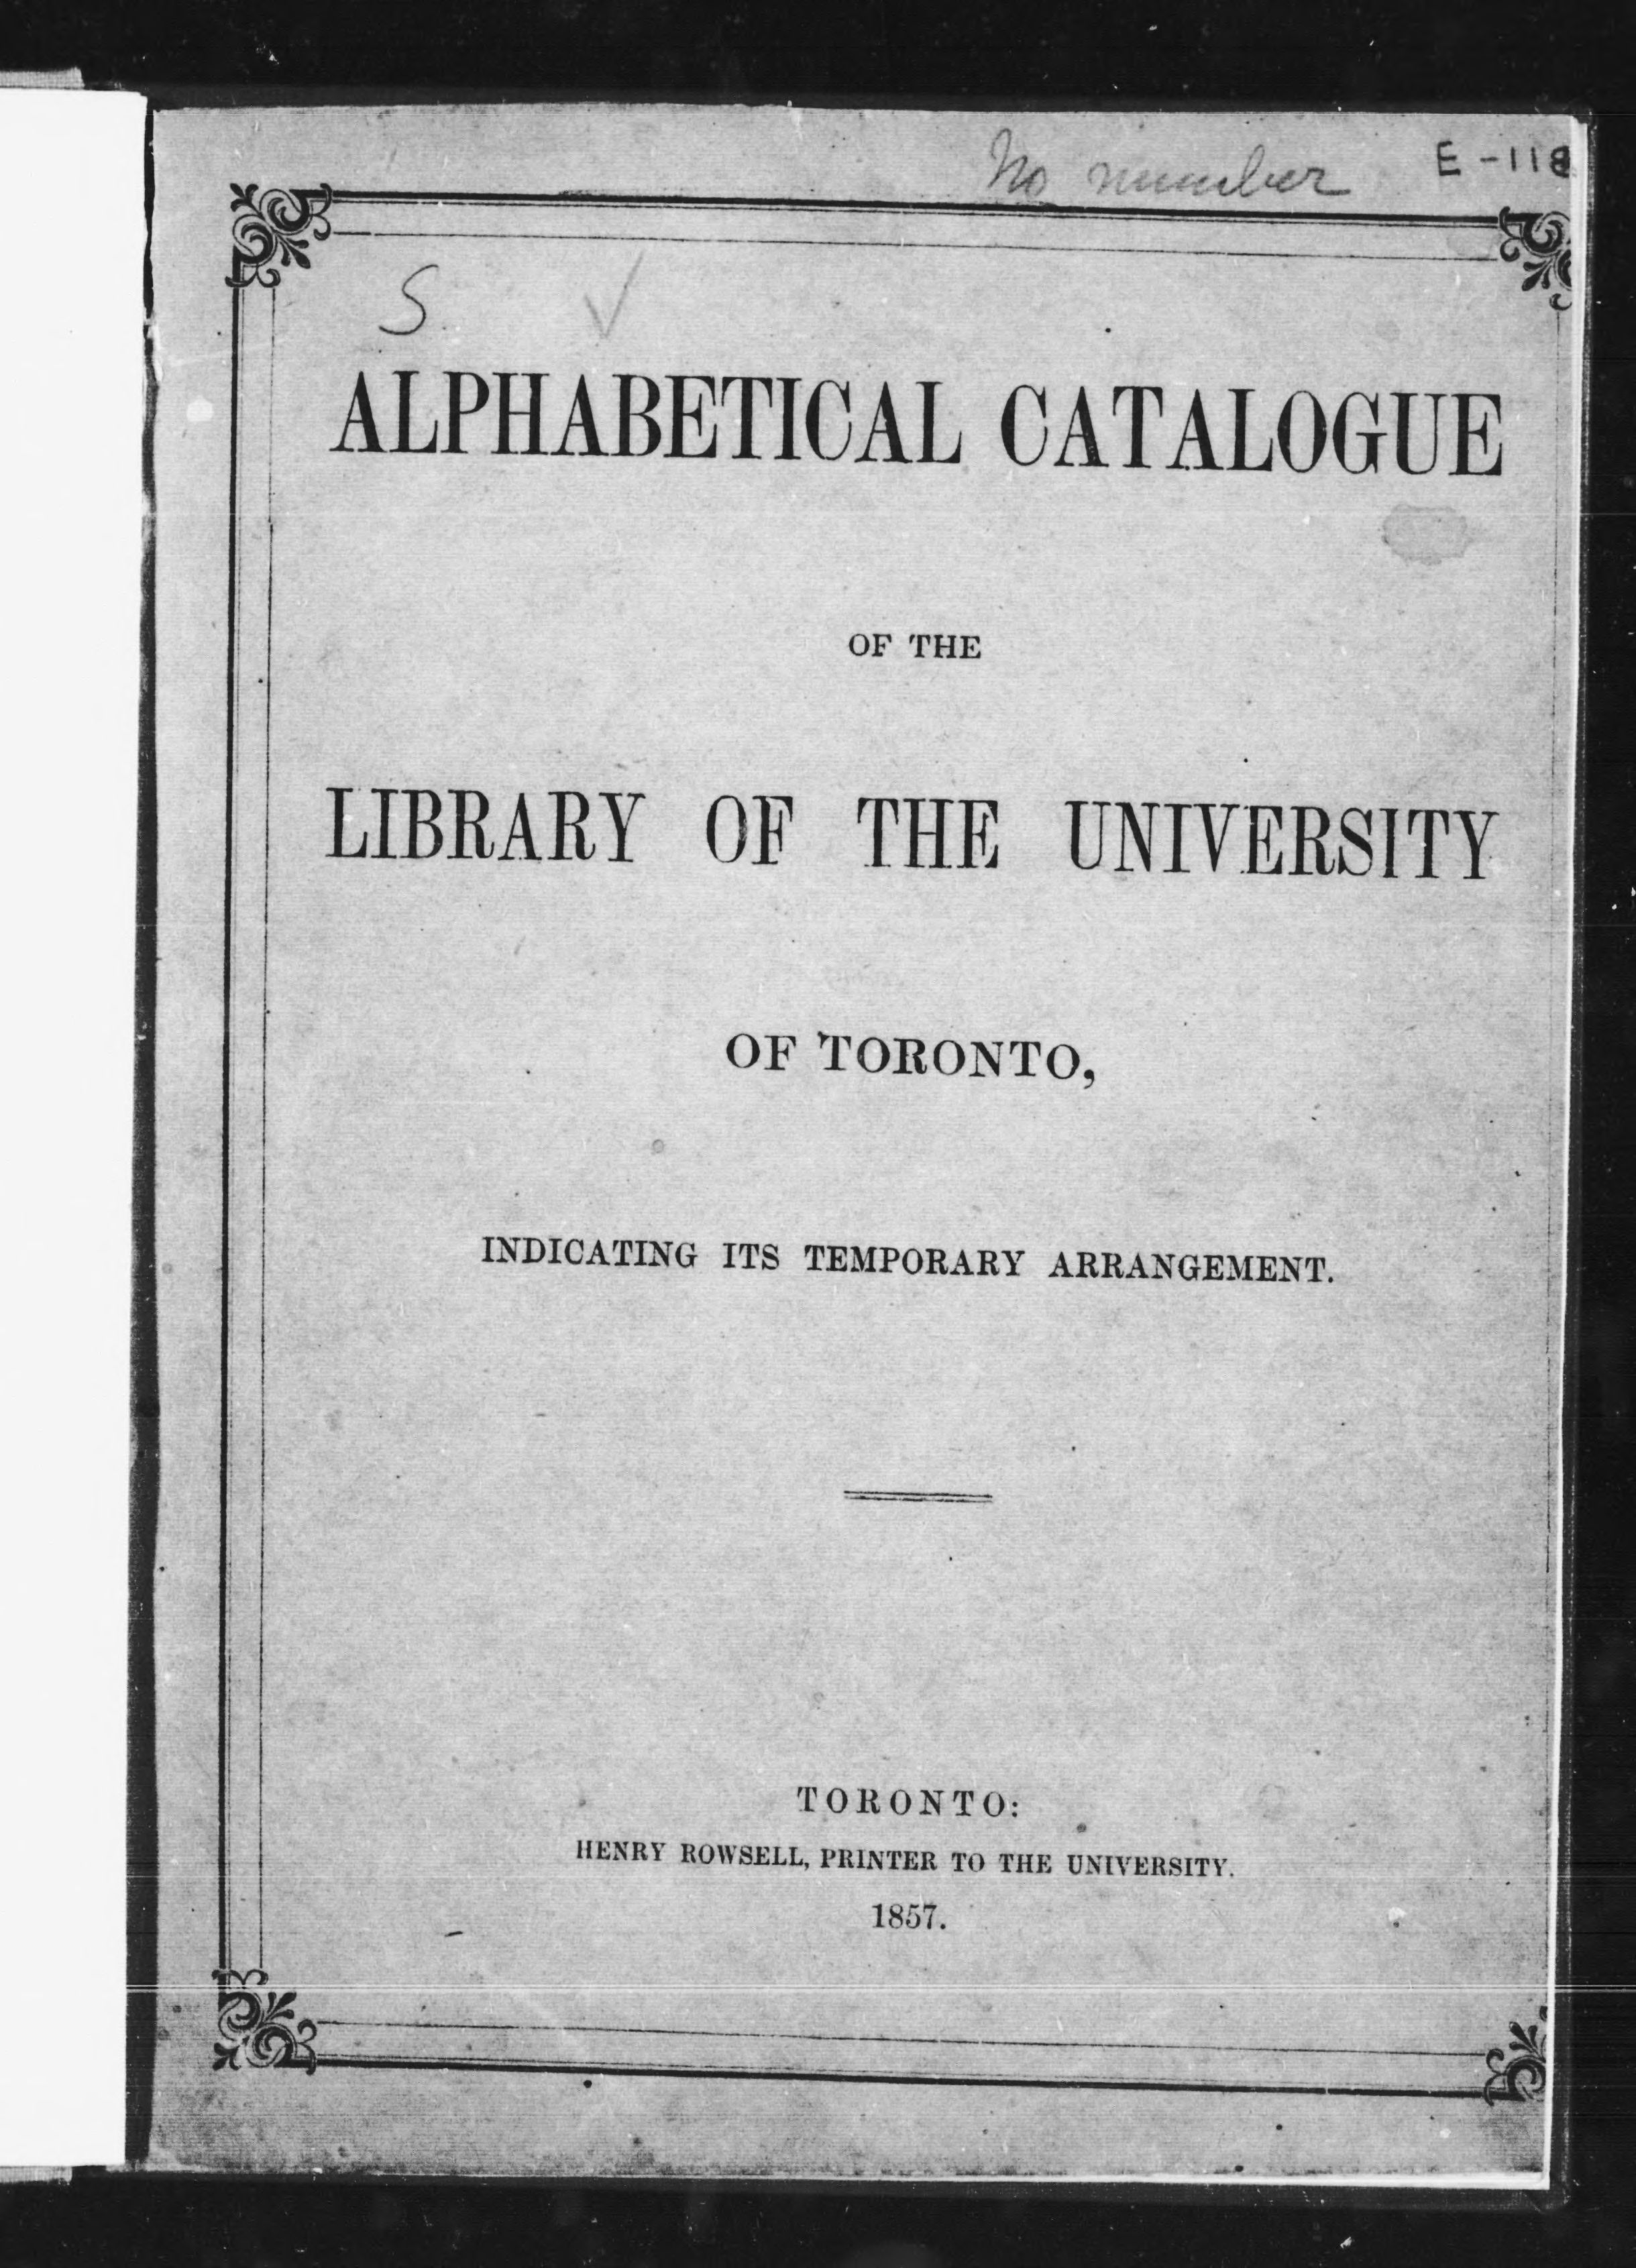 No number E-118
S
ALPHABETICAL CATALOGUE
OF THE
LIBRARY OF THE UNIVERSITY
OF TORONTO,
INDICATING ITS TEMPORARY ARRANGEMENT.
TORONTO:
HENRY ROWSELL, PRINTER TO THE UNIVERSITY.
1857.